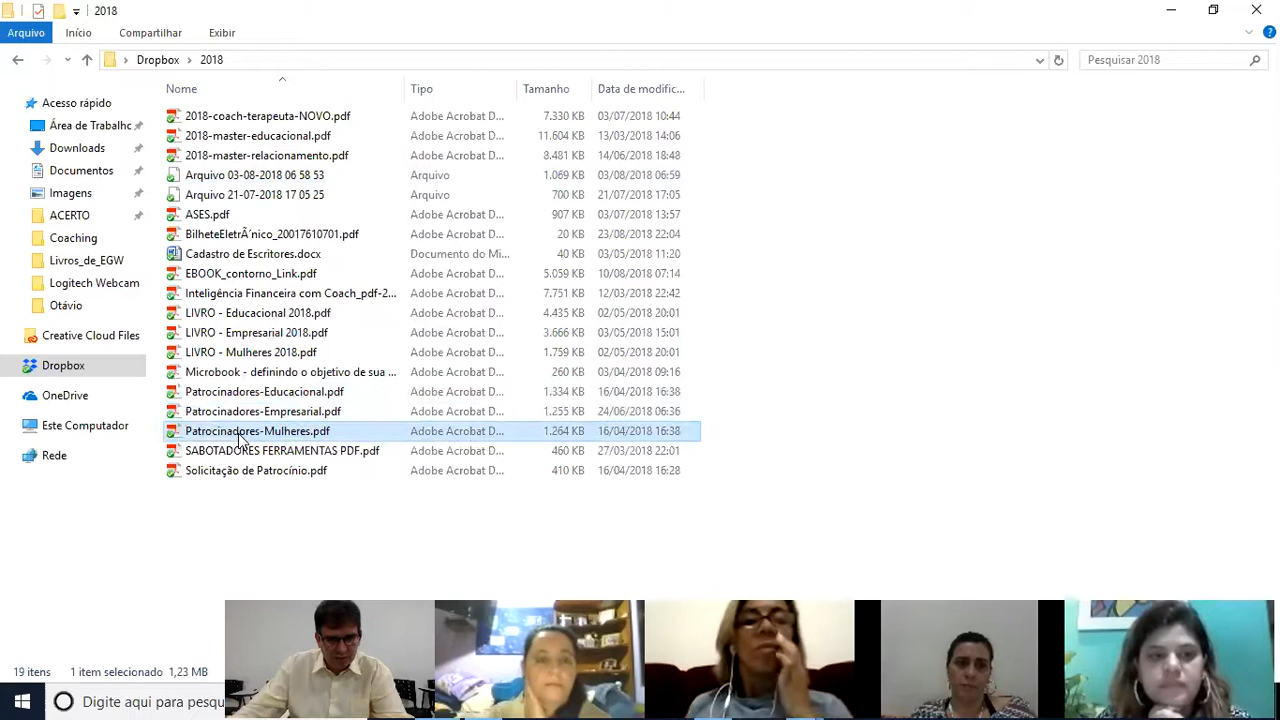 2018
Arquivo Início Compartilhar Exibir
Dropbox 2018 Pesquisar 2018
Nome Tipo Tamanho Data de modific...
Acesso rápido
Área de Trabalho
Downloads
Documentos
Imagens
ACERTO
Coaching
Livros_de_EGW
Logitech Webcam
Otávio
Creative Cloud Files
Dropbox
OneDrive
Este Computador
Rede
2018-coach-terapeuta-NOVO.pdf Adobe Acrobat D... 7.330 KB 03/07/2018 10:44
2018-master-educacional.pdf Adobe Acrobat D... 11.604 KB 13/03/2018 14:06
2018-master-relacionamento.pdf Adobe Acrobat D... 8.481 KB 14/06/2018 18:48
Arquivo 03-08-2018 06 58 53 Arquivo 1.069 KB 03/08/2018 06:59
Arquivo 21-07-2018 17 05 25 Arquivo 700 KB 21/07/2018 17:05
ASES.pdf Adobe Acrobat D... 907 KB 03/07/2018 13:57
BilheteEletrÃ´nico_20017610701.pdf Adobe Acrobat D... 20 KB 23/08/2018 22:04
Cadastro de Escritores.docx Documento do Mi... 40 KB 03/05/2018 11:20
EBOOK_contorno_Link.pdf Adobe Acrobat D... 5.059 KB 10/08/2018 07:14
Inteligência Financeira com Coach_pdf-2... Adobe Acrobat D... 7.751 KB 12/03/2018 22:42
LIVRO - Educacional 2018.pdf Adobe Acrobat D... 4.435 KB 02/05/2018 20:01
LIVRO - Empresarial 2018.pdf Adobe Acrobat D... 3.666 KB 03/05/2018 15:01
LIVRO - Mulheres 2018.pdf Adobe Acrobat D... 1.759 KB 02/05/2018 20:01
Microbook - definindo o objetivo de sua ... Adobe Acrobat D... 260 KB 03/04/2018 09:16
Patrocinadores-Educacional.pdf Adobe Acrobat D... 1.334 KB 16/04/2018 16:38
Patrocinadores-Empresarial.pdf Adobe Acrobat D... 1.255 KB 24/06/2018 06:36
Patrocinadores-Mulheres.pdf Adobe Acrobat D... 1.264 KB 16/04/2018 16:38
SABOTADORES FERRAMENTAS PDF.pdf Adobe Acrobat D... 460 KB 27/03/2018 22:01
Solicitação de Patrocínio.pdf Adobe Acrobat D... 410 KB 16/04/2018 16:28
19 itens 1 item selecionado 1,23 MB
Digite aqui para pesqu